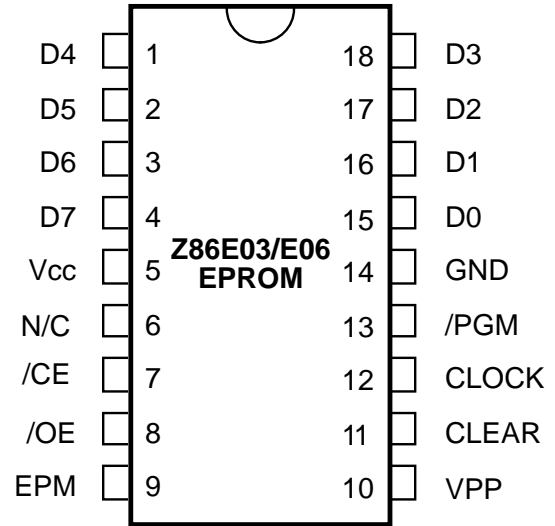 D4 1 18 D3
D5 2 17 D2
D6 3 16 D1
D7 4 15 D0
Z86E03/E06
Vcc 5 14 GND
EPROM
N/C 6 13 /PGM
/CE 7 12 CLOCK
/OE 8 11 CLEAR
EPM 9 10 VPP